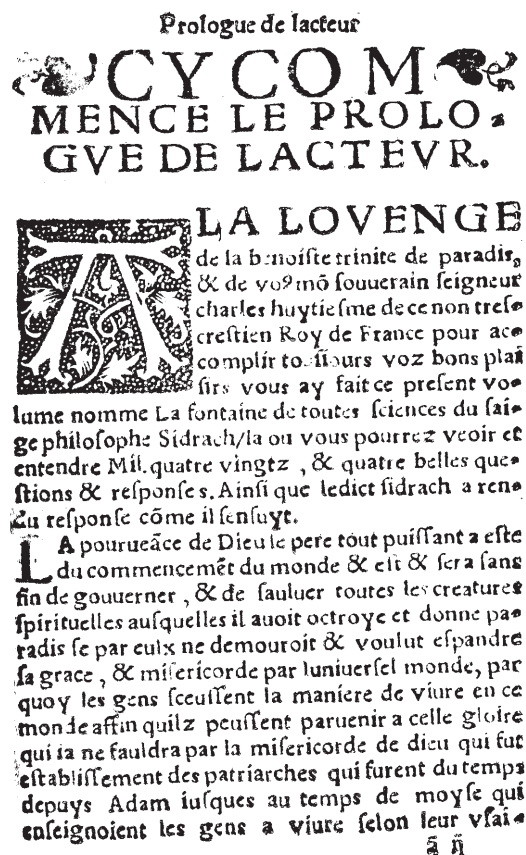 Prologue de lacteur
CY COM
MENCE LE PROLO-
GVE DE LACTEVR.
A LA LOVENGE
de la benoiſte trinite de paradis,
& de voꝰ mõ ſouuerain ſeigneur
charles huytieſme de ce non treſ-
creſtien Roy de France pour ac-
complir toſiours voz bons plai
ſirs vous ay fait ce preſent vo-
lume nomme La fontaine de toutes ſciences du ſai-
ge philoſophe Sidrach/la ou vous pourrez veoir et
entendre Mil.quatre vingtz , & quatre belles que-
ſtions & reſponſes. Ainſi que ledict ſidrach a ren-
du reſponſe cõme il ſenſuyt.
LA pourueãce de Dieu le pere tout puiſſant a eſte
du commencemẽt du monde & eſt & ſera ſans
fin de gouuerner , & de ſauluer toutes les creatures
ſpirituelles auſquelles il auoit octroye et donne pa-
radis ſe par eulx ne demouroit & voulut eſpandre
ſa grace , & miſericorde par luniuerſel monde, par
quoy les gens ſceuſſent la maniere de viure en ce
monde affin quilz peuſſent paruenir a celle gloire
qui ia ne fauldra par la miſericorde de dieu qui fut
eſtabliſſement des patriarches qui furent du temps
depuys Adam iuſques au temps de moyſe qui
enſeignoient les gens a viure ſelon leur vſai-
ã ij